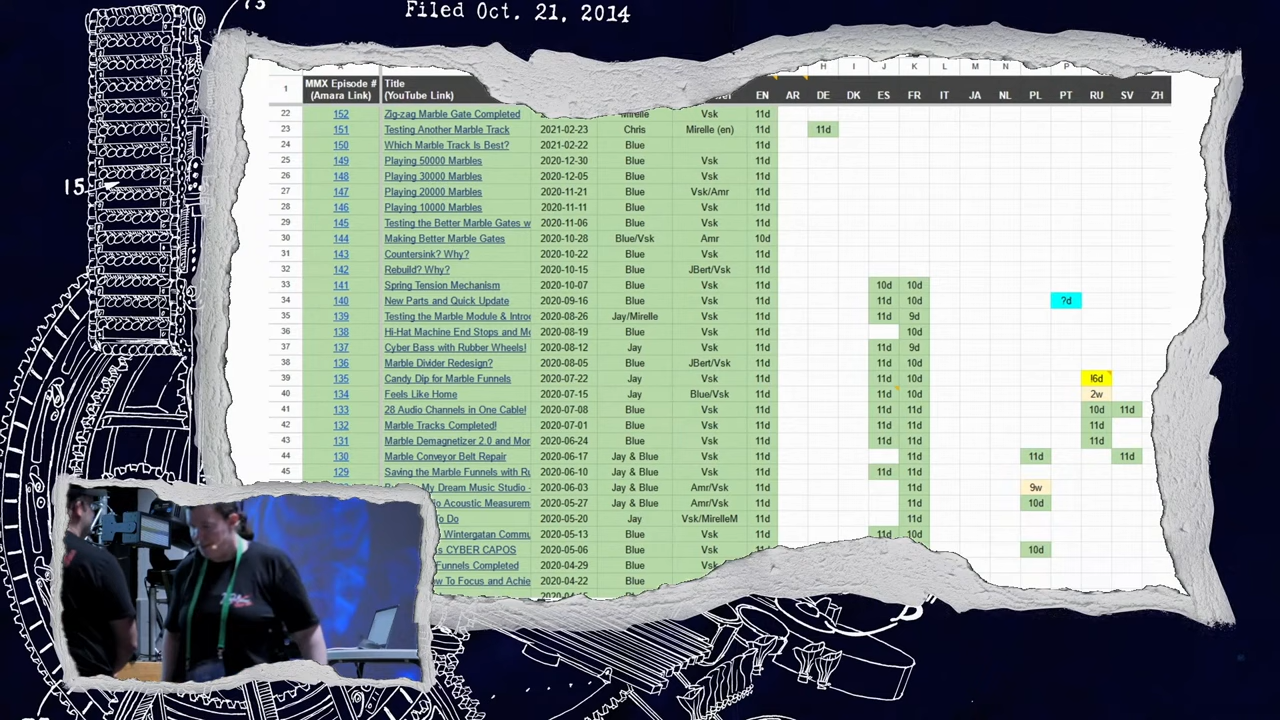 Filed Oct. 21, 2014
15
H I J K L M N P
1 MMX Episode # (Amara Link) Title (YouTube Link) EN AR DE DK ES FR IT JA NL PL PT RU SV ZH
22 152 Zig-zag Marble Gate Completed Vsk 11d
23 151 Testing Another Marble Track 2021-02-23 Chris Mirelle (en) 11d 11d
24 150 Which Marble Track Is Best? 2021-02-22 Blue 11d
25 149 Playing 50000 Marbles 2020-12-30 Blue Vsk 11d
26 148 Playing 30000 Marbles 2020-12-05 Blue Vsk 11d
27 147 Playing 20000 Marbles 2020-11-21 Blue Vsk/Amr 11d
28 146 Playing 10000 Marbles 2020-11-11 Blue Vsk 11d
29 145 Testing the Better Marble Gates w 2020-11-06 Blue Vsk 11d
30 144 Making Better Marble Gates 2020-10-28 Blue/Vsk Amr 10d
31 143 Countersink? Why? 2020-10-22 Blue Vsk 11d
32 142 Rebuild? Why? 2020-10-15 Blue JBert/Vsk 11d
33 141 Spring Tension Mechanism 2020-10-07 Blue Vsk 11d 10d 10d
34 140 New Parts and Quick Update 2020-09-16 Blue Vsk 11d 11d 10d ?d
35 139 Testing the Marble Module & Introd 2020-08-26 Jay/Mirelle Vsk 11d 11d 9d
36 138 Hi-Hat Machine End Stops and Mo 2020-08-19 Blue Vsk 11d 10d
37 137 Cyber Bass with Rubber Wheels! 2020-08-12 Jay Vsk 11d 11d 9d
38 136 Marble Divider Redesign? 2020-08-05 Blue JBert/Vsk 11d 11d 10d
39 135 Candy Dip for Marble Funnels 2020-07-22 Jay Vsk 11d 11d 10d !6d
40 134 Feels Like Home 2020-07-15 Jay Blue/Vsk 11d 11d 10d 2w
41 133 28 Audio Channels in One Cable! 2020-07-08 Blue Vsk 11d 11d 11d 10d 11d
42 132 Marble Tracks Completed! 2020-07-01 Blue Vsk 11d 11d 11d 11d
43 131 Marble Demagnetizer 2.0 and Mor 2020-06-24 Blue Vsk 11d 11d 11d 11d
44 130 Marble Conveyor Belt Repair 2020-06-17 Jay & Blue Vsk 11d 11d 11d 11d
45 129 Saving the Marble Funnels with Ru 2020-06-10 Jay & Blue Vsk 11d 11d 11d
My Dream Music Studio - 2020-06-03 Jay & Blue Amr/Vsk 11d 11d 9w
To Acoustic Measurem 2020-05-27 Jay & Blue Amr/Vsk 11d 11d 10d
To Do 2020-05-20 Jay Vsk/MirelleM 11d 11d
Wintergatan Commu 2020-05-13 Blue Vsk 11d 11d 10d
CYBER CAPOS 2020-05-06 Blue Vsk 11d 10d
Funnels Completed 2020-04-29 Blue Vsk
w To Focus and Achie 2020-04-22 Blue